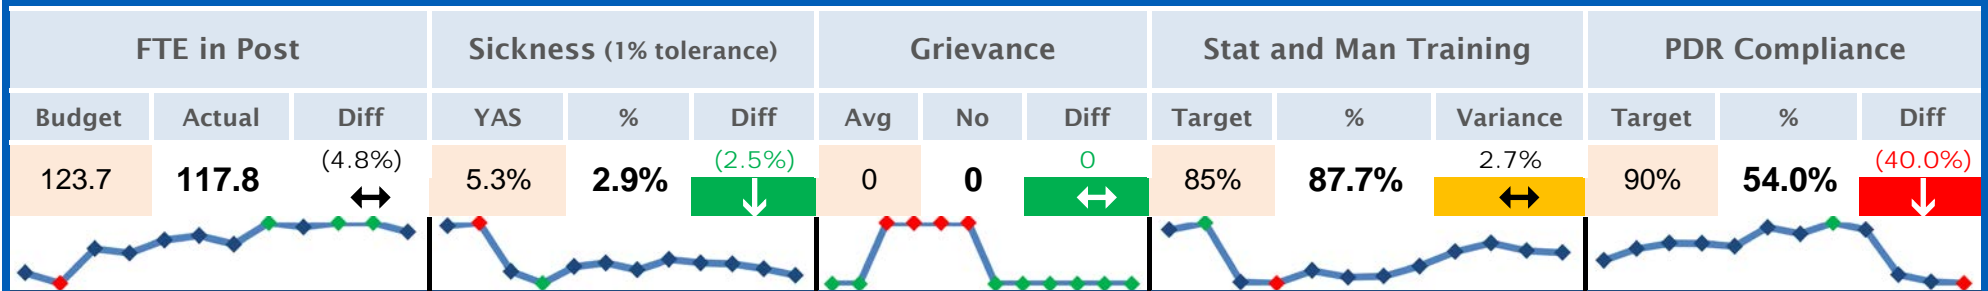 FTE in Post Sickness (1% tolerance) Grievance Stat and Man Training PDR Compliance
Budget Actual Diff YAS % Diff Avg No Diff Target % Variance Target % Diff
123.7 117.8 (4.8%) 5.3% 2.9% (2.5%) 0 0 0 85% 87.7% 2.7% 90% 54.0% (40.0%)